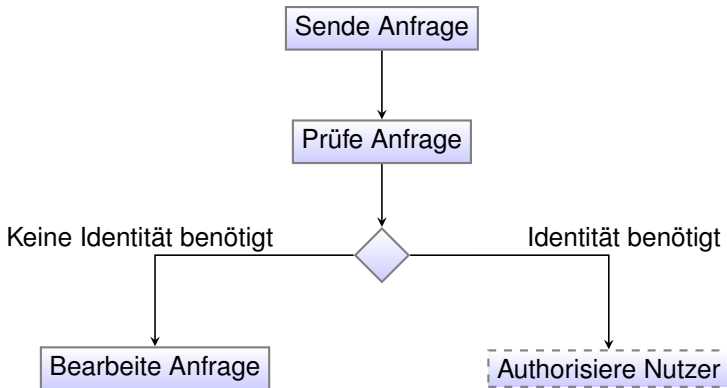 Sende Anfrage
Prüfe Anfrage
Keine Identität benötigt
Identität benötigt
Bearbeite Anfrage
Authorisiere Nutzer